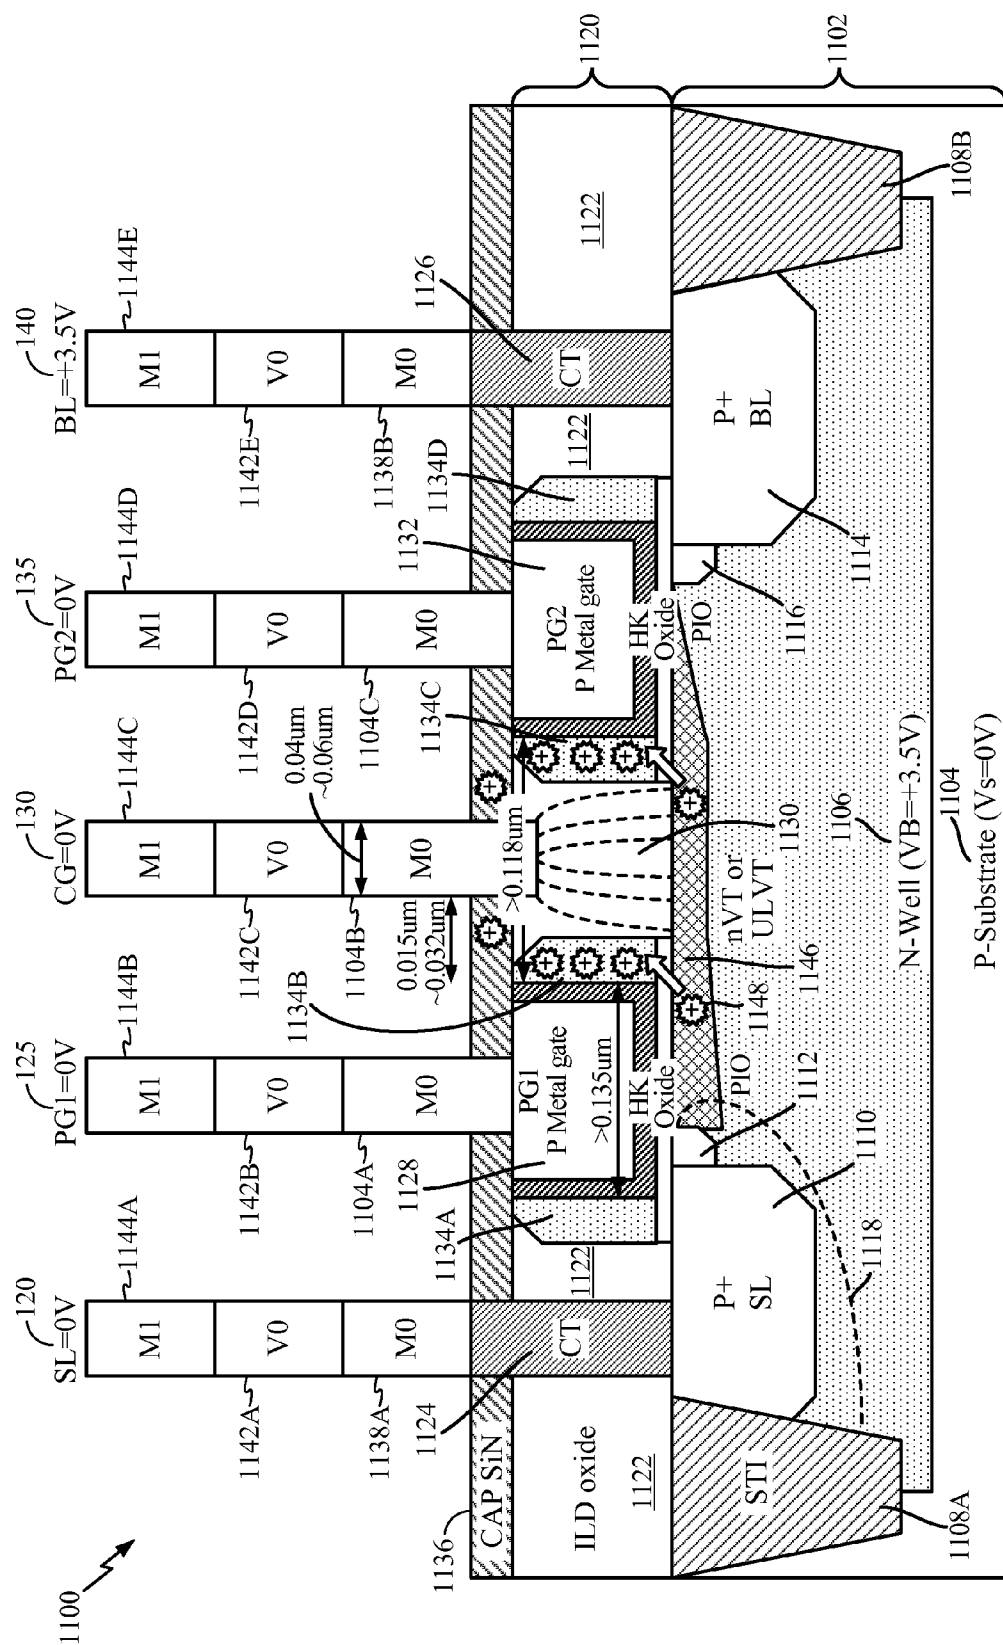 1100
SL=0V
120
PG1=0V
125
CG=0V
130
PG2=0V
135
BL=+3.5V
140
1144A
1144B
1144C
1144D
1144E
M1
M1
M1
M1
M1
V0
V0
V0
V0
V0
1142A
1142B
1142C
1142D
1142E
0.04um
~0.06um
M0
M0
M0
M0
M0
1138A
1104A
1104B
1104C
1138B
1124
1128
1134B
0.015um
~0.032um
1134C
1132
1134D
1126
1136
CAP SiN
>0.118um
ILD oxide
1122
CT
1122
1134A
PG1
P Metal gate
>0.135um
HK
Oxide
PG2
P Metal gate
HK
Oxide
1122
CT
1122
1120
STI
P+
SL
PIO
1148
1146
nVT or
ULVT
1130
PIO
P+
BL
1102
1108A
1118
1110
1112
1116
1114
1108B
N-Well (VB=+3.5V)
1106
1104
P-Substrate (Vs=0V)
+
+
+
+
+
+
+
+
+
+